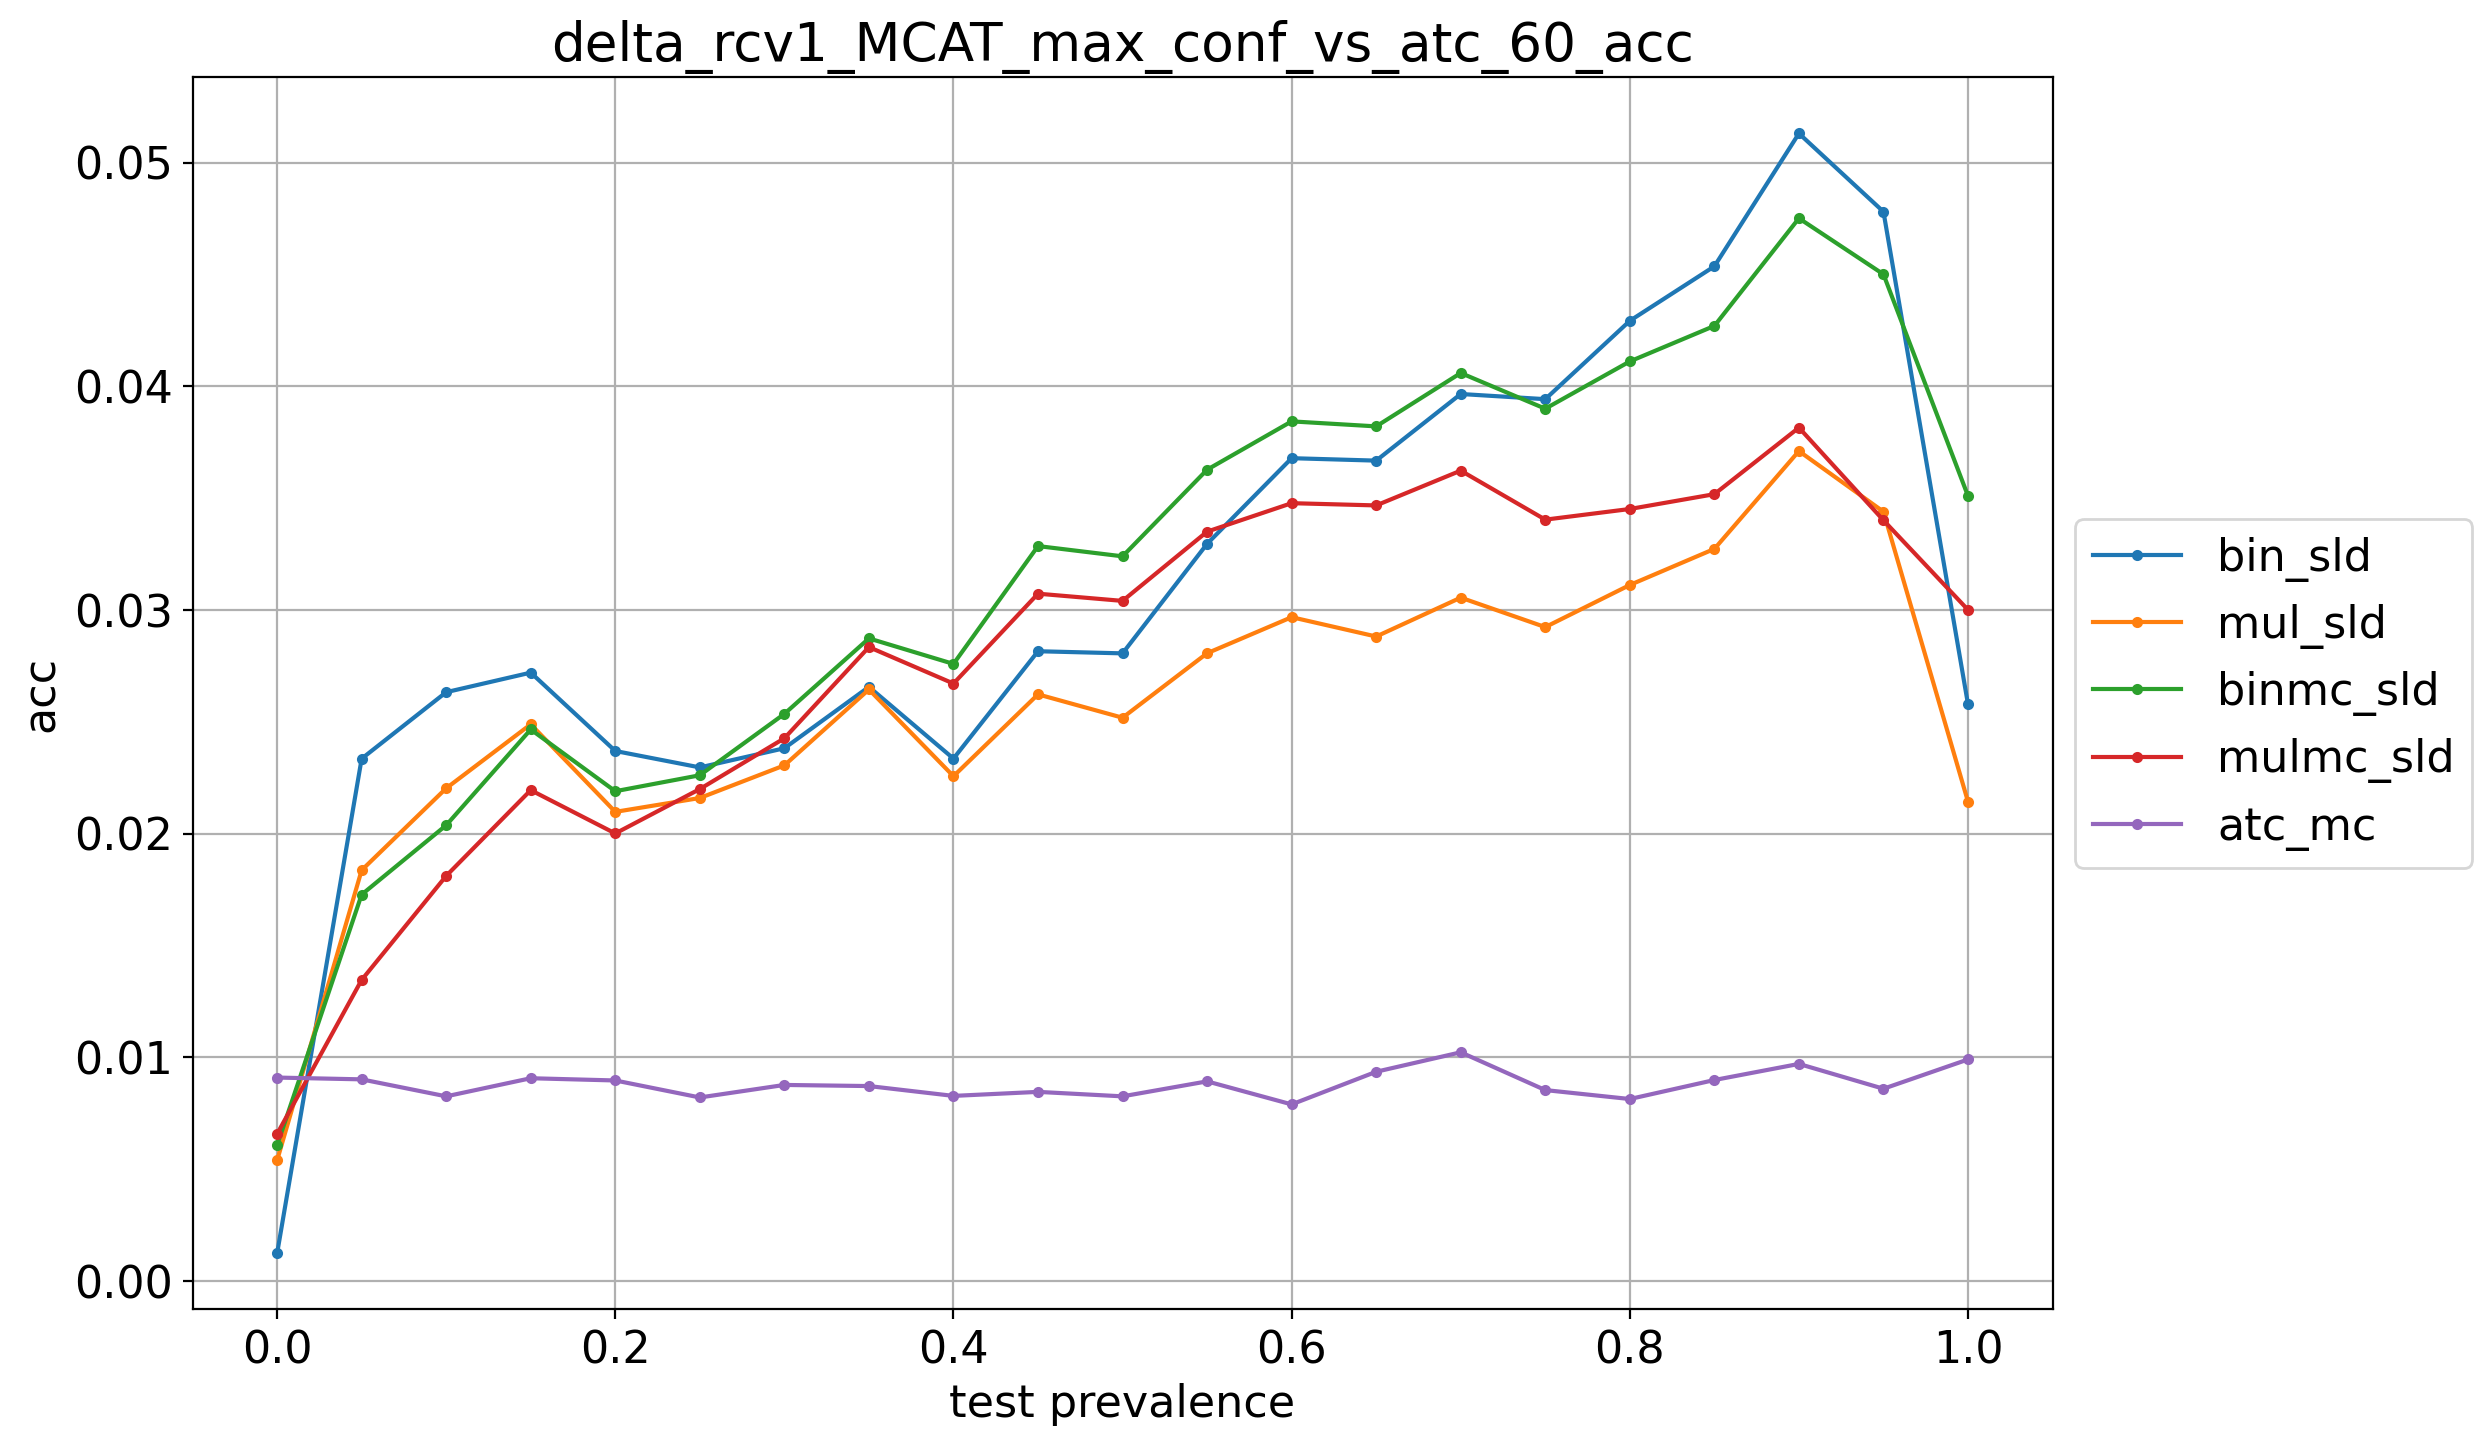 delta_rcv1_MCAT_max_conf_vs_atc_60_acc
0.05
0.04
0.03
0.02
0.01
0.00
acc
0.0 0.2 0.4 0.6 0.8 1.0
test prevalence
bin_sld
mul_sld
binmc_sld
mulmc_sld
atc_mc